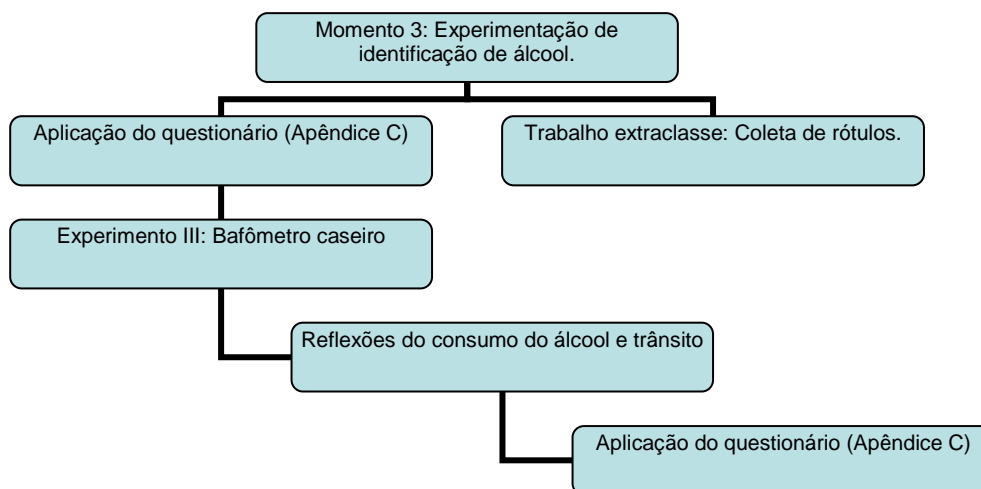 Momento 3: Experimentação de
identificação de álcool.
Aplicação do questionário (Apêndice C)
Trabalho extraclasse: Coleta de rótulos.
Experimento III: Bafômetro caseiro
Reflexões do consumo do álcool e trânsito
Aplicação do questionário (Apêndice C)